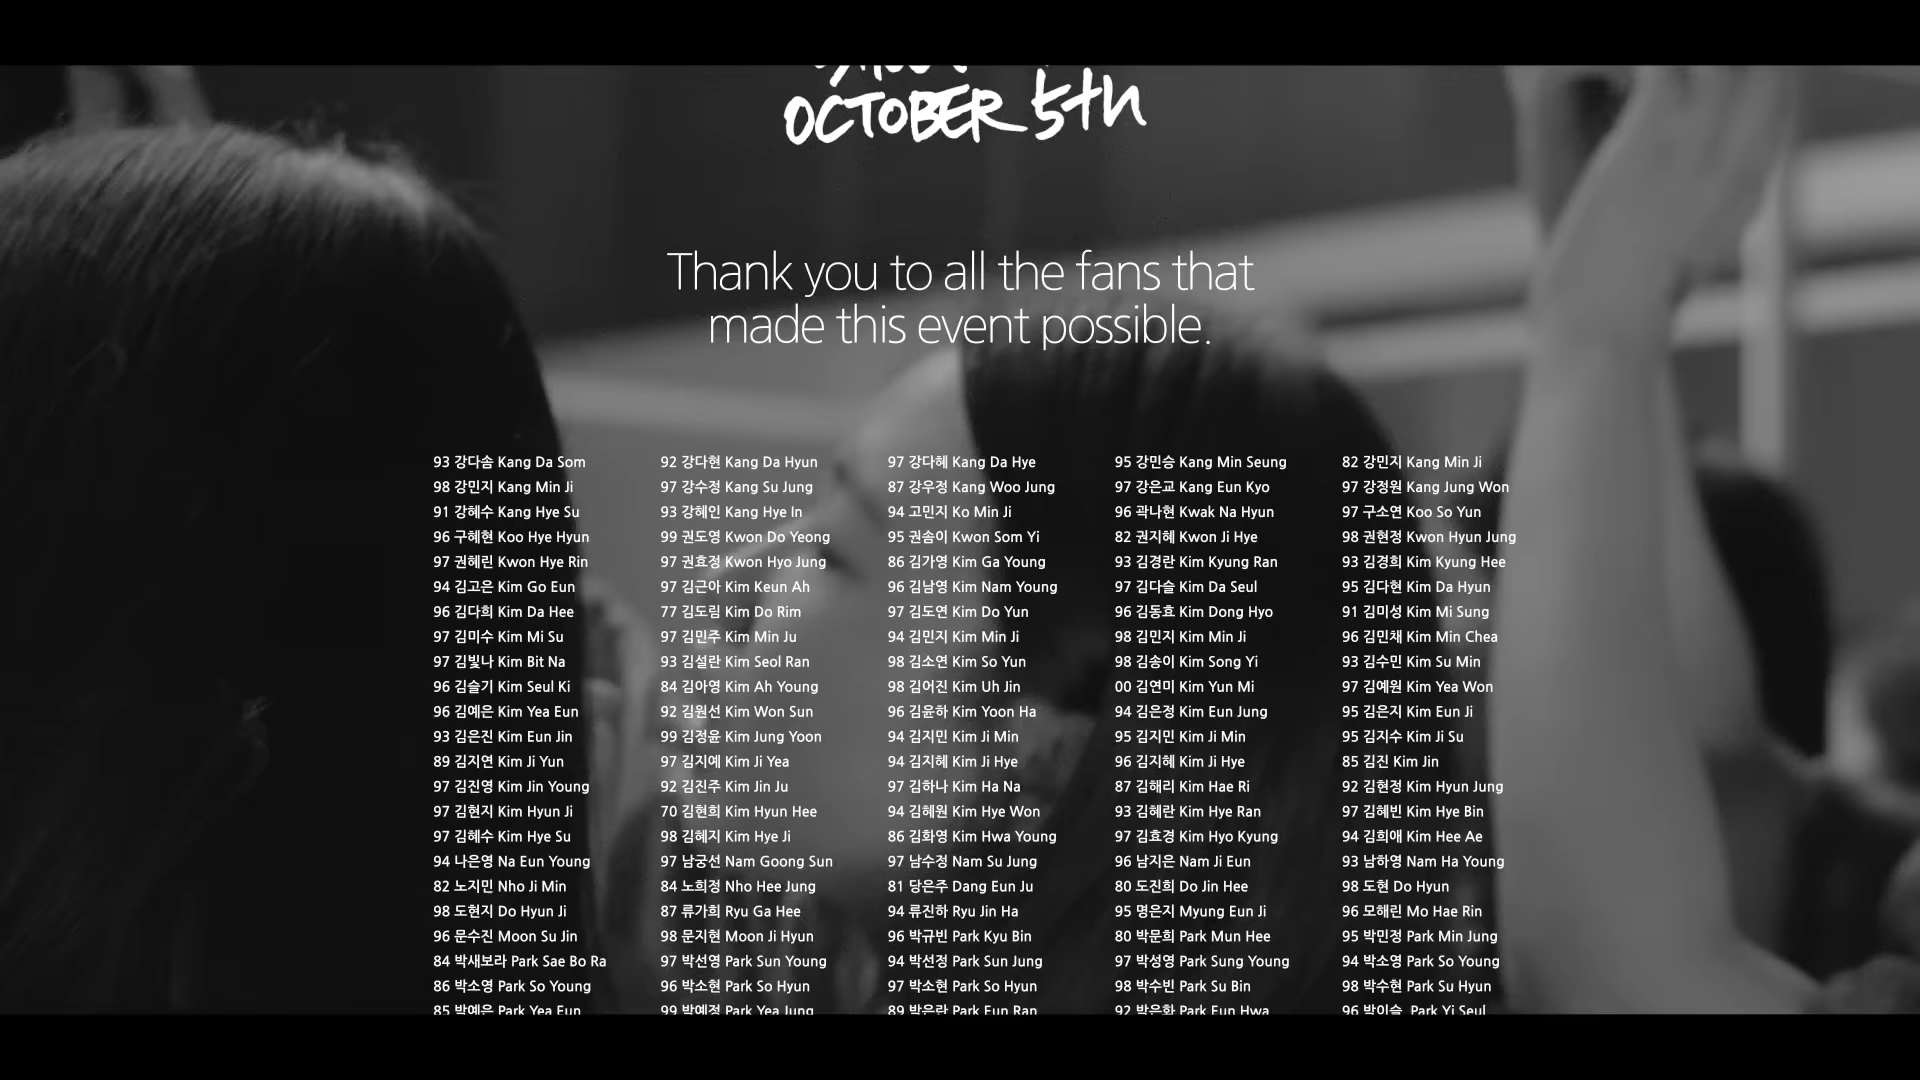 OCTOBER 5th
Thank you to all the fans that
made this event possible.
93 강다솜 Kang Da Som 92 강다현 Kang Da Hyun 97 강다혜 Kang Da Hye 95 강민승 Kang Min Seung 82 강민지 Kang Min Ji
98 강민지 Kang Min Ji 97 강수정 Kang Su Jung 87 강우정 Kang Woo Jung 97 강은교 Kang Eun Kyo 97 강정원 Kang Jung Won
91 강혜수 Kang Hye Su 93 강혜인 Kang Hye In 94 고민지 Ko Min Ji 96 곽나현 Kwak Na Hyun 97 구소연 Koo So Yun
96 구혜현 Koo Hye Hyun 99 권도영 Kwon Do Yeong 95 권솜이 Kwon Som Yi 82 권지혜 Kwon Ji Hye 98 권현정 Kwon Hyun Jung
97 권혜린 Kwon Hye Rin 97 권효정 Kwon Hyo Jung 86 김가영 Kim Ga Young 93 김경란 Kim Kyung Ran 93 김경희 Kim Kyung Hee
94 김고은 Kim Go Eun 97 김근아 Kim Keun Ah 96 김남영 Kim Nam Young 97 김다슬 Kim Da Seul 95 김다현 Kim Da Hyun
96 김다희 Kim Da Hee 77 김도림 Kim Do Rim 97 김도연 Kim Do Yun 96 김동효 Kim Dong Hyo 91 김미성 Kim Mi Sung
97 김미수 Kim Mi Su 97 김민주 Kim Min Ju 94 김민지 Kim Min Ji 98 김민지 Kim Min Ji 96 김민채 Kim Min Chea
97 김빛나 Kim Bit Na 93 김설란 Kim Seol Ran 98 김소연 Kim So Yun 98 김송이 Kim Song Yi 93 김수민 Kim Su Min
96 김슬기 Kim Seul Ki 84 김아영 Kim Ah Young 98 김어진 Kim Uh Jin 00 김연미 Kim Yun Mi 97 김예원 Kim Yea Won
96 김예은 Kim Yea Eun 92 김원선 Kim Won Sun 96 김윤하 Kim Yoon Ha 94 김은정 Kim Eun Jung 95 김은지 Kim Eun Ji
93 김은진 Kim Eun Jin 99 김정윤 Kim Jung Yoon 94 김지민 Kim Ji Min 95 김지민 Kim Ji Min 95 김지수 Kim Ji Su
89 김지연 Kim Ji Yun 97 김지예 Kim Ji Yea 94 김지혜 Kim Ji Hye 96 김지혜 Kim Ji Hye 85 김진 Kim Jin
97 김진영 Kim Jin Young 92 김진주 Kim Jin Ju 97 김하나 Kim Ha Na 87 김해리 Kim Hae Ri 92 김현정 Kim Hyun Jung
97 김현지 Kim Hyun Ji 70 김현희 Kim Hyun Hee 94 김혜원 Kim Hye Won 93 김혜란 Kim Hye Ran 97 김혜빈 Kim Hye Bin
97 김혜수 Kim Hye Su 98 김혜지 Kim Hye Ji 86 김화영 Kim Hwa Young 97 김효경 Kim Hyo Kyung 94 김희애 Kim Hee Ae
94 나은영 Na Eun Young 97 남궁선 Nam Goong Sun 97 남수정 Nam Su Jung 96 남지은 Nam Ji Eun 93 남하영 Nam Ha Young
82 노지민 Nho Ji Min 84 노희정 Nho Hee Jung 81 당은주 Dang Eun Ju 80 도진희 Do Jin Hee 98 도현 Do Hyun
98 도현지 Do Hyun Ji 87 류가희 Ryu Ga Hee 94 류진하 Ryu Jin Ha 95 명은지 Myung Eun Ji 96 모해린 Mo Hae Rin
96 문수진 Moon Su Jin 98 문지현 Moon Ji Hyun 96 박규빈 Park Kyu Bin 80 박문희 Park Mun Hee 95 박민정 Park Min Jung
84 박새보라 Park Sae Bo Ra 97 박선영 Park Sun Young 94 박선정 Park Sun Jung 97 박성영 Park Sung Young 94 박소영 Park So Young
86 박소영 Park So Young 96 박소현 Park So Hyun 97 박소현 Park So Hyun 98 박수빈 Park Su Bin 98 박수현 Park Su Hyun
85 박예은 Park Yea Eun 99 박예정 Park Yea Jung 89 박은란 Park Eun Ran 92 박은화 Park Eun Hwa 96 박이슬 Park Yi Seul